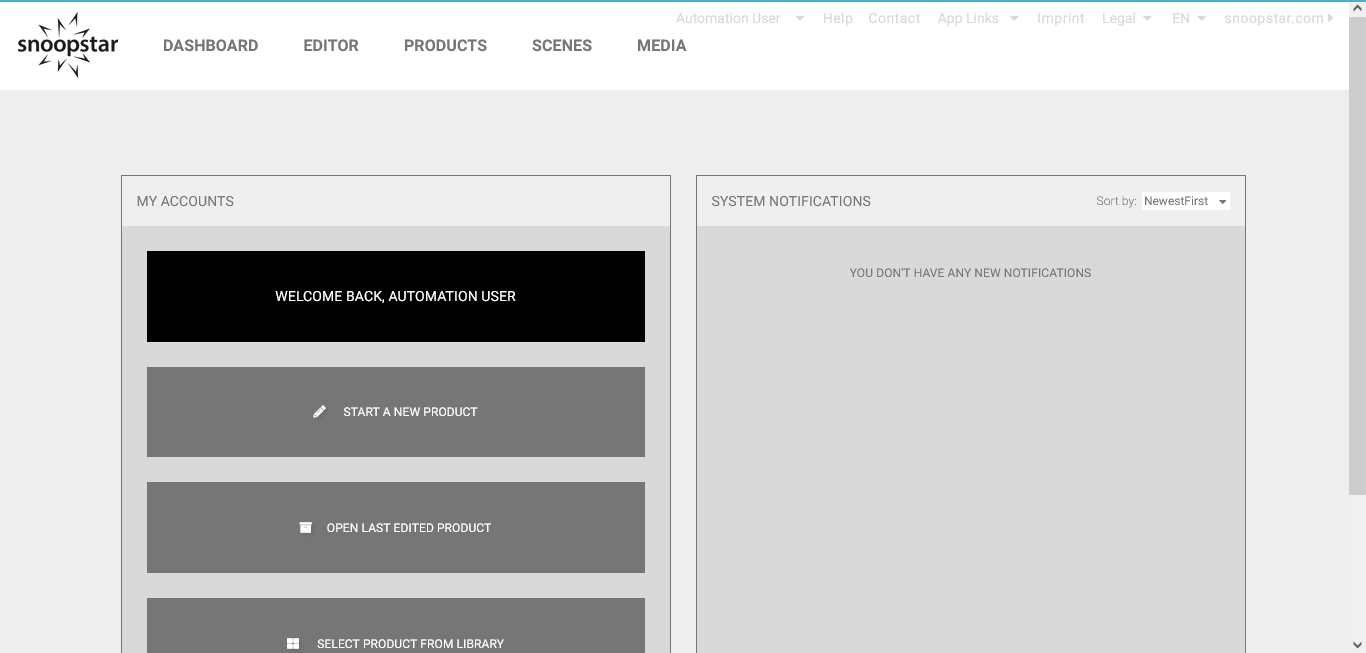 Automation User Help Contact App Links Imprint Legal EN snoopstar.com
snoopstar DASHBOARD EDITOR PRODUCTS SCENES MEDIA
MY ACCOUNTS
WELCOME BACK, AUTOMATION USER
START A NEW PRODUCT
OPEN LAST EDITED PRODUCT
SELECT PRODUCT FROM LIBRARY
SYSTEM NOTIFICATIONS
Sort by: NewestFirst
YOU DON'T HAVE ANY NEW NOTIFICATIONS